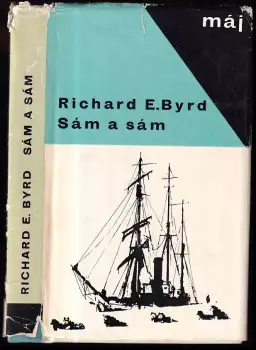 máj
Richard E. Byrd
Sám a sám
RICHARD E. BYRD SÁM A SÁM